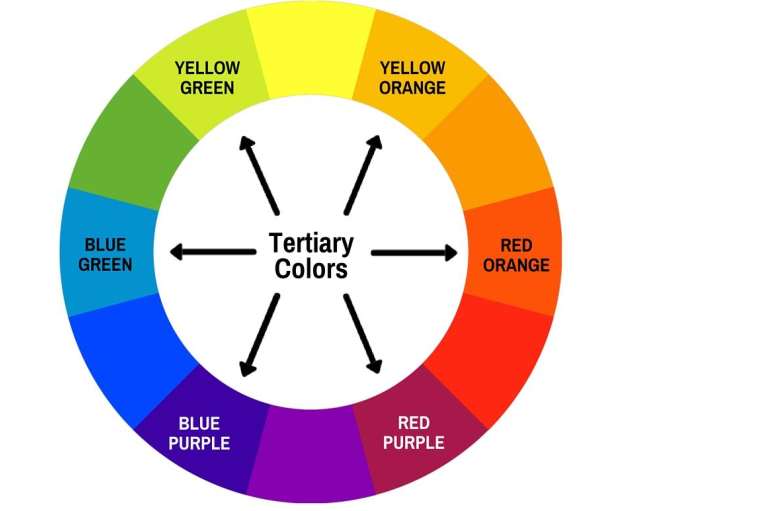 YELLOW
GREEN
YELLOW
ORANGE
BLUE
GREEN
Tertiary
Colors
RED
ORANGE
BLUE
PURPLE
RED
PURPLE